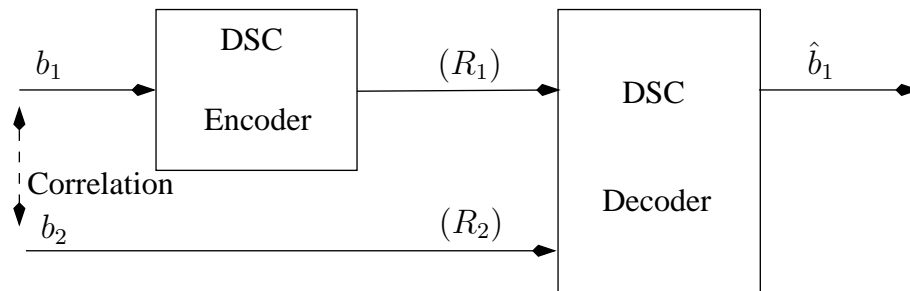 DSC
Encoder
b₁
(R₁)
DSC
Decoder
b̂₁
Correlation
b₂
(R₂)